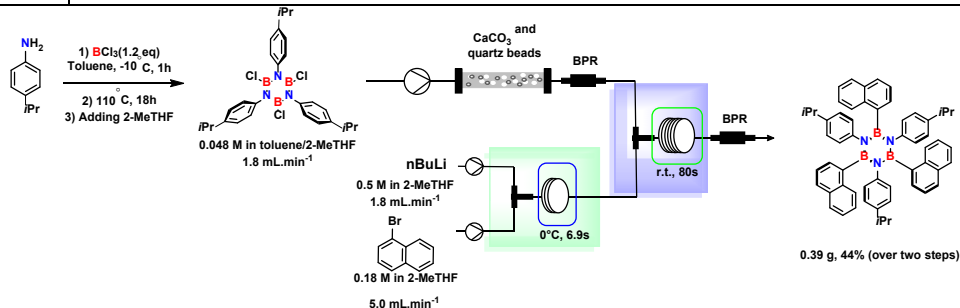 NH2
iPr
1) BCl3(1.2 eq)
Toluene, -10 °C, 1h
2) 110 °C, 18h
3) Adding 2-MeTHF
iPr
N
Cl
B
B
Cl
N
N
B
Cl
iPr
iPr
0.048 M in toluene/2-MeTHF
1.8 mL.min-1
CaCO3 and
quartz beads
BPR
nBuLi
0.5 M in 2-MeTHF
1.8 mL.min-1
Br
0.18 M in 2-MeTHF
5.0 mL.min-1
0°C, 6.9s
r.t., 80s
BPR
iPr
iPr
B
N
N
B
B
N
iPr
0.39 g, 44% (over two steps)